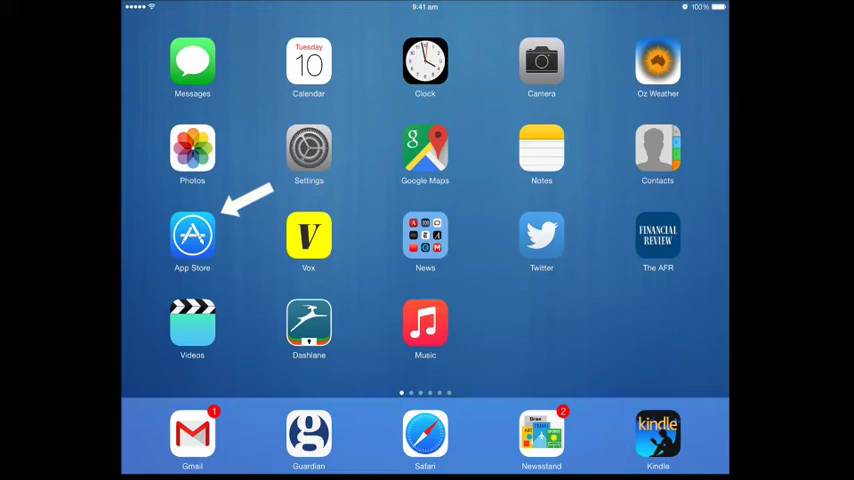 9:41 am
100%
Tuesday
10
Messages
Calendar
Clock
Camera
Oz Weather
g
Photos
Settings
Google Maps
Notes
Contacts
V
FINANCIAL
REVIEW
App Store
Vox
News
Twitter
The AFR
Videos
Dashlane
Music
1
2
M
g
kindle
Gmail
Guardian
Safari
Newsstand
Kindle